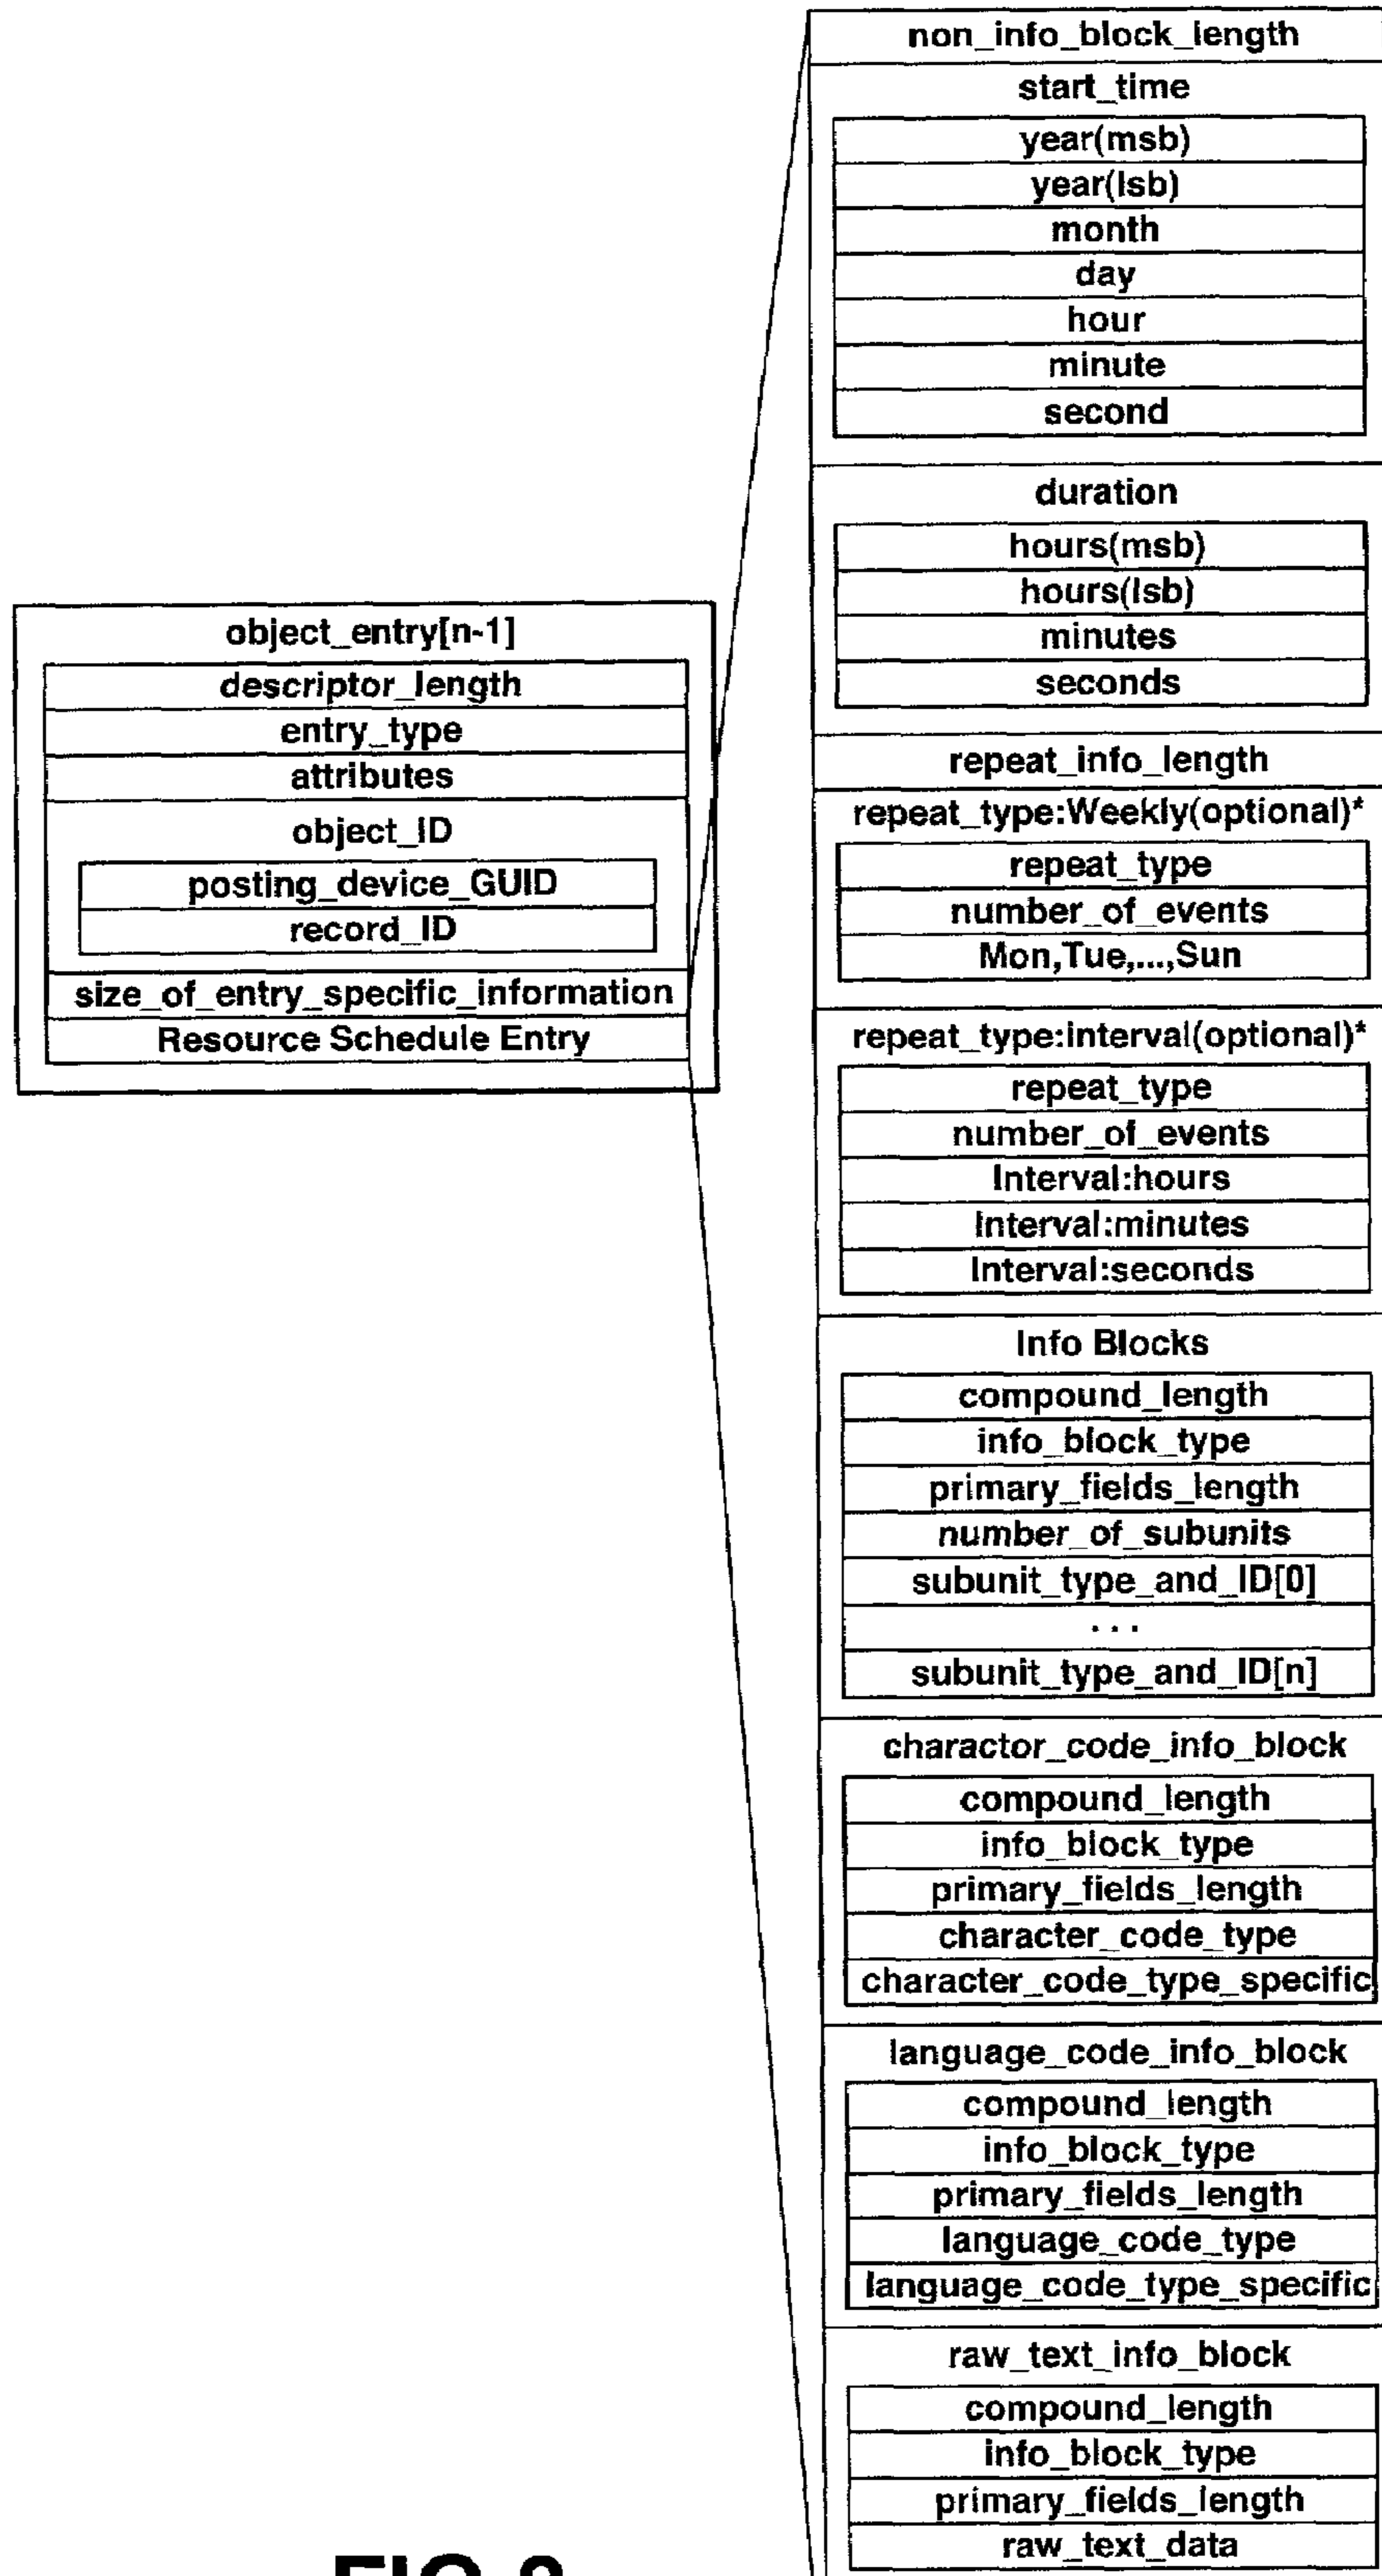 object_entry[n-1]
descriptor_length
entry_type
attributes
object_ID
posting_device_GUID
record_ID
size_of_entry_specific_information
Resource Schedule Entry
non_info_block_length
start_time
year(msb)
year(lsb)
month
day
hour
minute
second
duration
hours(msb)
hours(lsb)
minutes
seconds
repeat_info_length
repeat_type:Weekly(optional)*
repeat_type
number_of_events
Mon,Tue,...,Sun
repeat_type:Interval(optional)*
repeat_type
number_of_events
Interval:hours
Interval:minutes
Interval:seconds
Info Blocks
compound_length
info_block_type
primary_fields_length
number_of_subunits
subunit_type_and_ID[0]
...
subunit_type_and_ID[n]
charactor_code_info_block
compound_length
info_block_type
primary_fields_length
character_code_type
character_code_type_specific
language_code_info_block
compound_length
info_block_type
primary_fields_length
language_code_type
language_code_type_specific
raw_text_info_block
compound_length
info_block_type
primary_fields_length
raw_text_data